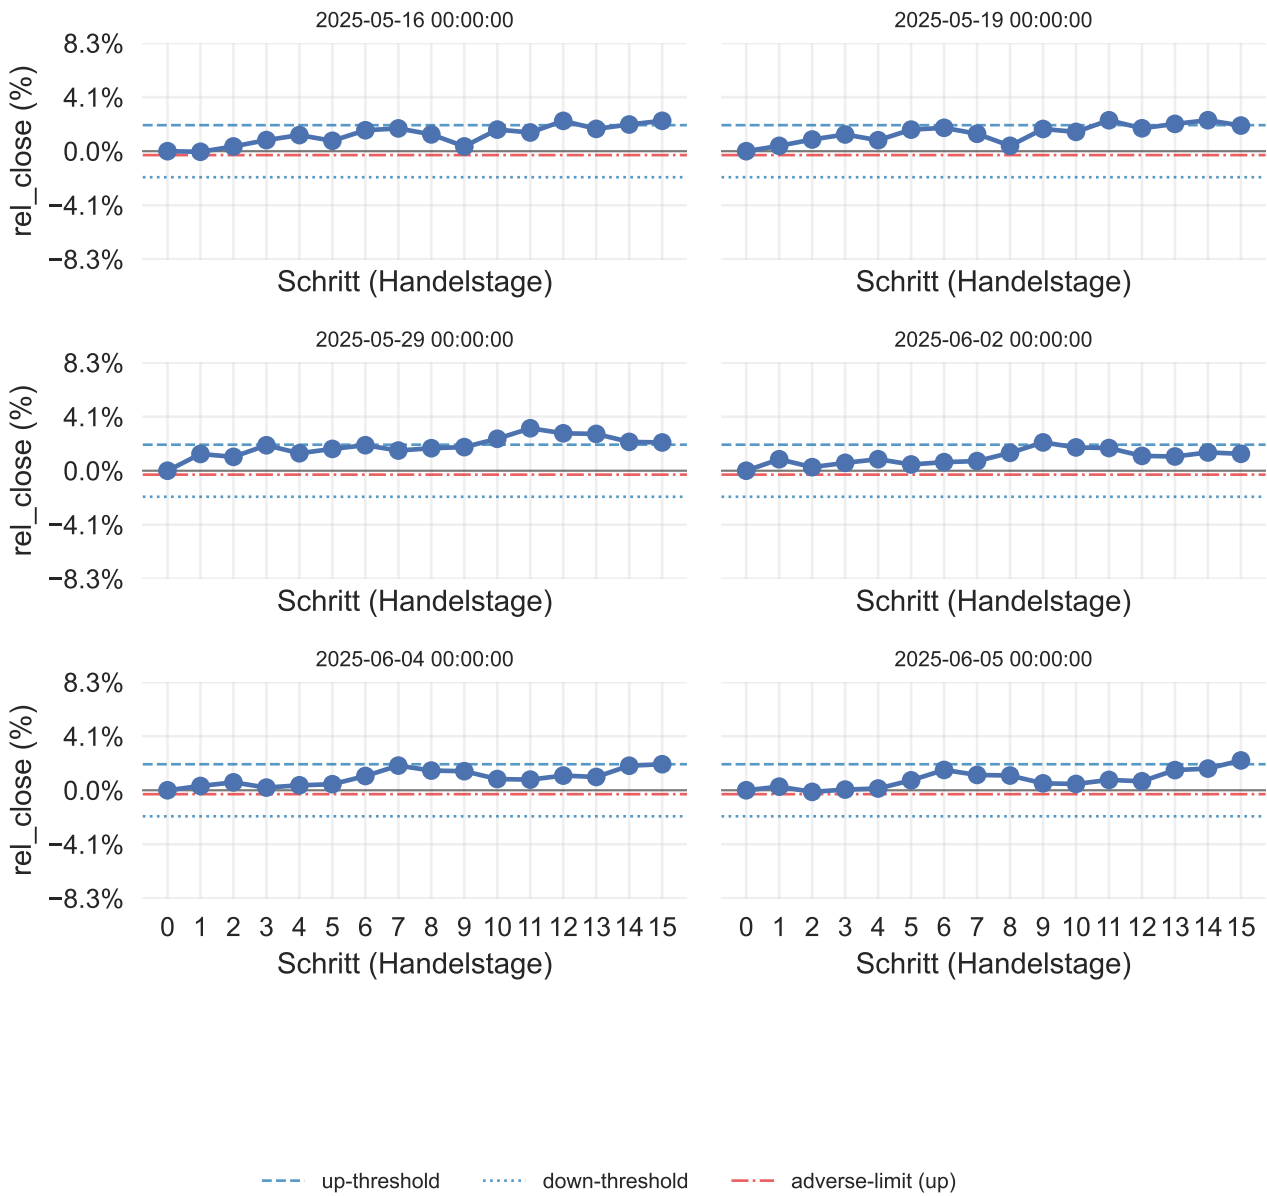 2025-05-16 00:00:00
2025-05-19 00:00:00
8.3%
4.1%
0.0%
−4.1%
−8.3%
rel_close (%)
Schritt (Handelstage)
Schritt (Handelstage)
2025-05-29 00:00:00
2025-06-02 00:00:00
8.3%
4.1%
0.0%
−4.1%
−8.3%
rel_close (%)
Schritt (Handelstage)
Schritt (Handelstage)
2025-06-04 00:00:00
2025-06-05 00:00:00
8.3%
4.1%
0.0%
−4.1%
−8.3%
rel_close (%)
0 1 2 3 4 5 6 7 8 9 10 11 12 13 14 15
0 1 2 3 4 5 6 7 8 9 10 11 12 13 14 15
Schritt (Handelstage)
Schritt (Handelstage)
up-threshold
down-threshold
adverse-limit (up)